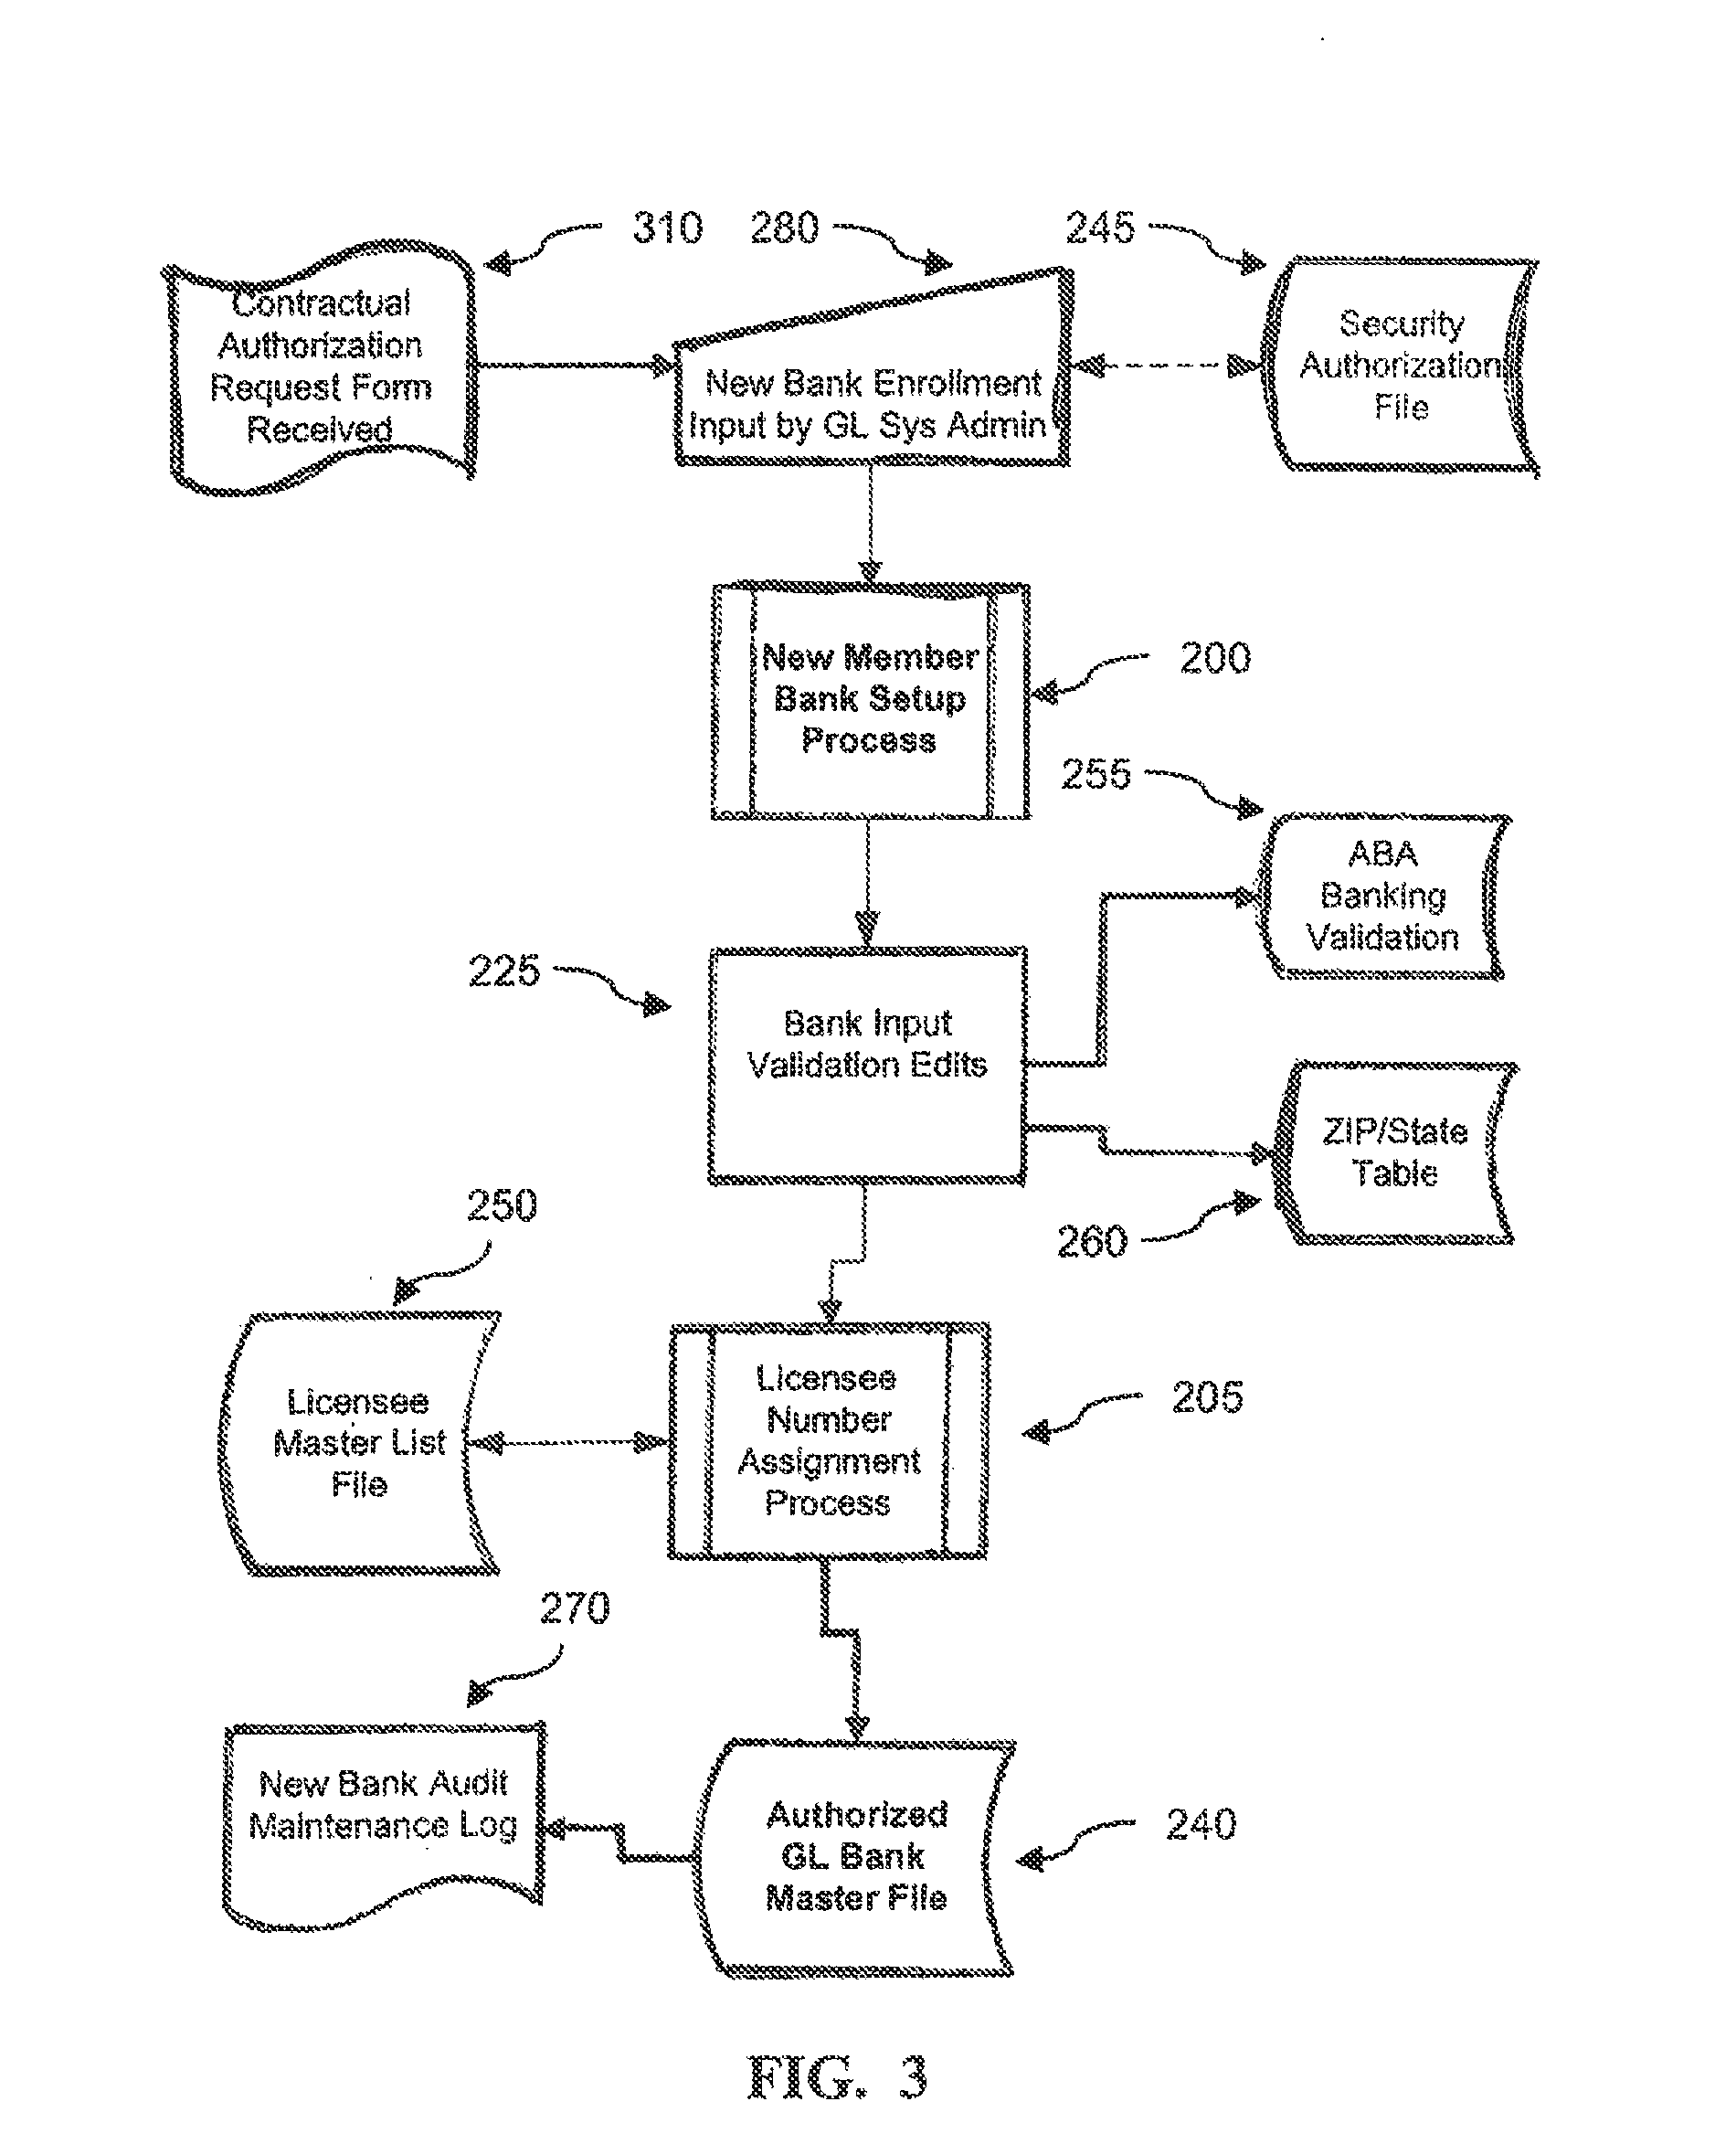 310
280
245
Contractual
Authorization
Request Form
Received
New Bank Enrollment
Input by GL Sys Admin
Security
Authorization
File
New Member
Bank Setup
Process
200
255
ABA
Banking
Validation
225
Bank Input
Validation Edits
ZIP/State
Table
260
250
Licensee
Master List
File
Licensee
Number
Assignment
Process
205
270
New Bank Audit
Maintenance Log
Authorized
GL Bank
Master File
240
FIG. 3